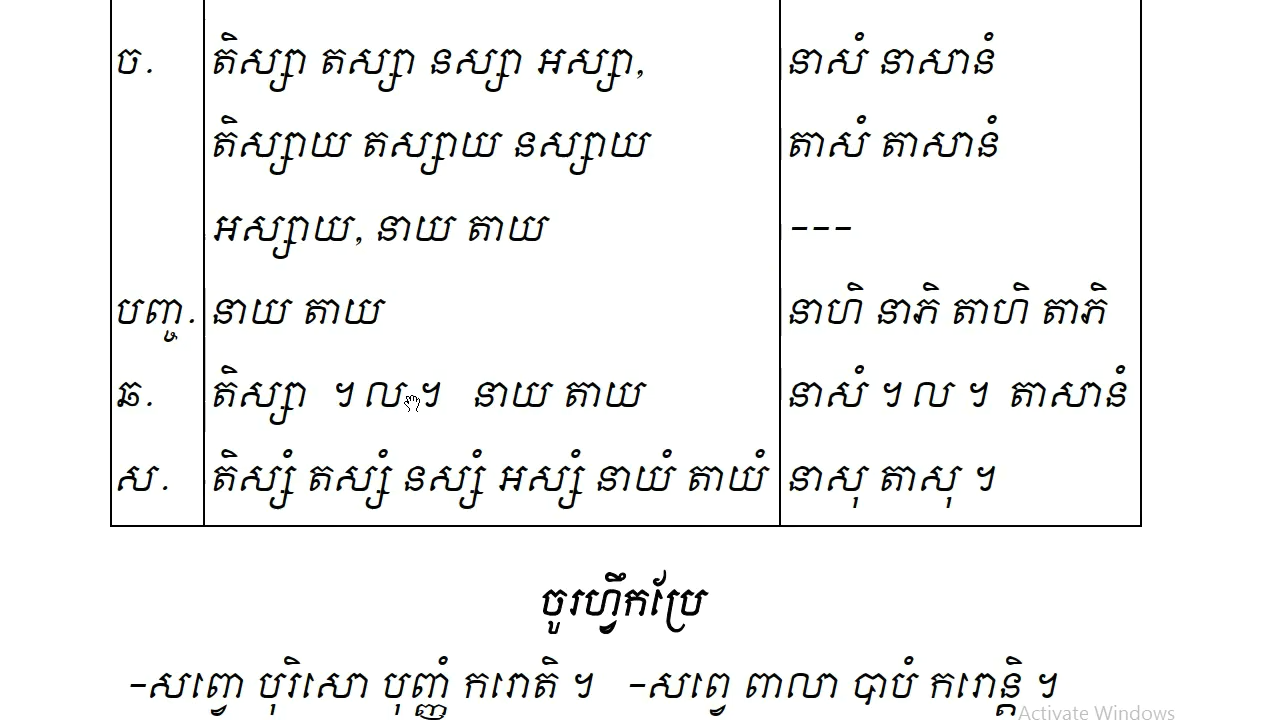 ច. តិស្សា តស្សា នស្សា អស្សា, នាសំ នាសានំ
តិស្សាយ តស្សាយ នស្សាយ តាសំ តាសានំ
អស្សាយ, នាយ តាយ ---
បញ្ច. នាយ តាយ នាហិ នាភិ តាហិ តាភិ
ឆ. តិស្សា ។ល។ នាយ តាយ នាសំ ។ល ។ តាសានំ
ស. តិស្សំ តស្សំ នស្សំ អស្សំ នាយំ តាយំ នាសុ តាសុ ។
ចូរហ្វឹកប្រែ
-សព្វោ បុរិសោ បុញ្ញំ ករោតិ ។ -សព្វេ ពាលា បាបំ ករោន្តិ ។
Activate Windows